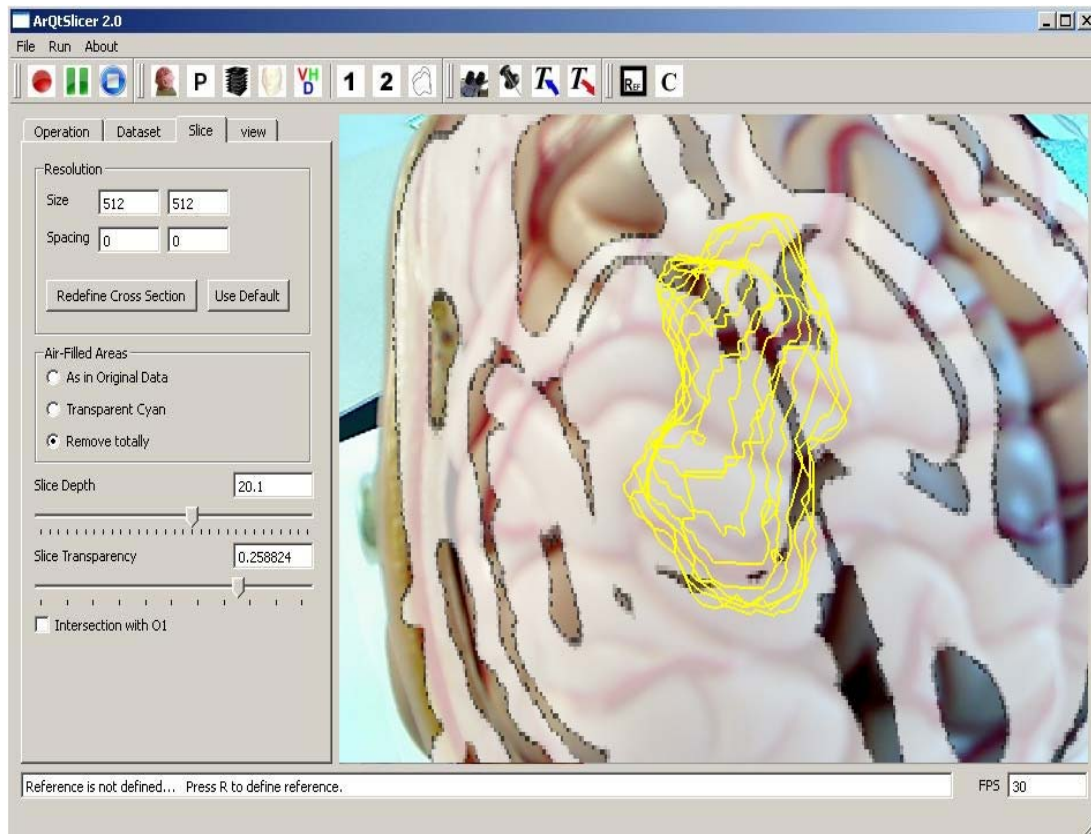 ArQtSlicer 2.0
File Run About
P VH D 1 2 T T REF C
Operation Dataset Slice view
Resolution
Size 512 512
Spacing 0 0
Redefine Cross Section Use Default
Air-Filled Areas
As in Original Data
Transparent Cyan
Remove totally
Slice Depth 20.1
Slice Transparency 0.258824
Intersection with O1
Reference is not defined... Press R to define reference. FPS 30